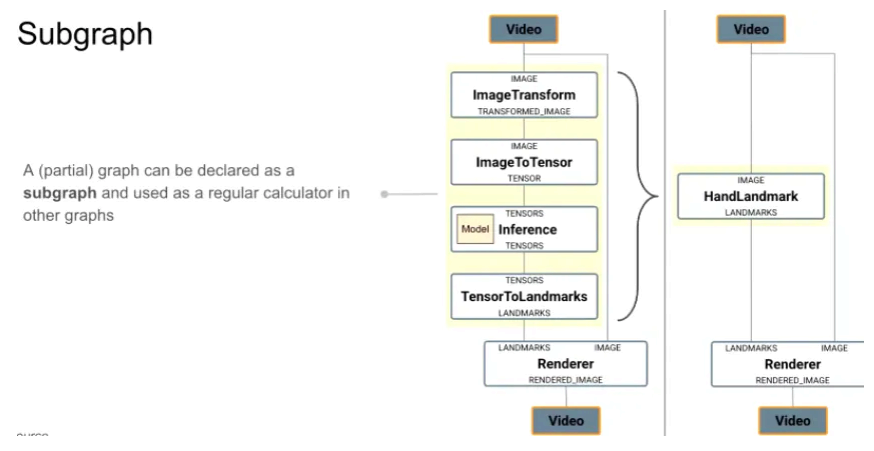 Subgraph
A (partial) graph can be declared as a
subgraph and used as a regular calculator in
other graphs
Video
IMAGE
ImageTransform
TRANSFORMED_IMAGE
IMAGE
ImageToTensor
TENSOR
TENSORS
Model
Inference
TENSORS
TENSORS
TensorToLandmarks
LANDMARKS
LANDMARKS IMAGE
Renderer
RENDERED_IMAGE
Video
Video
IMAGE
HandLandmark
LANDMARKS
LANDMARKS IMAGE
Renderer
RENDERED_IMAGE
Video